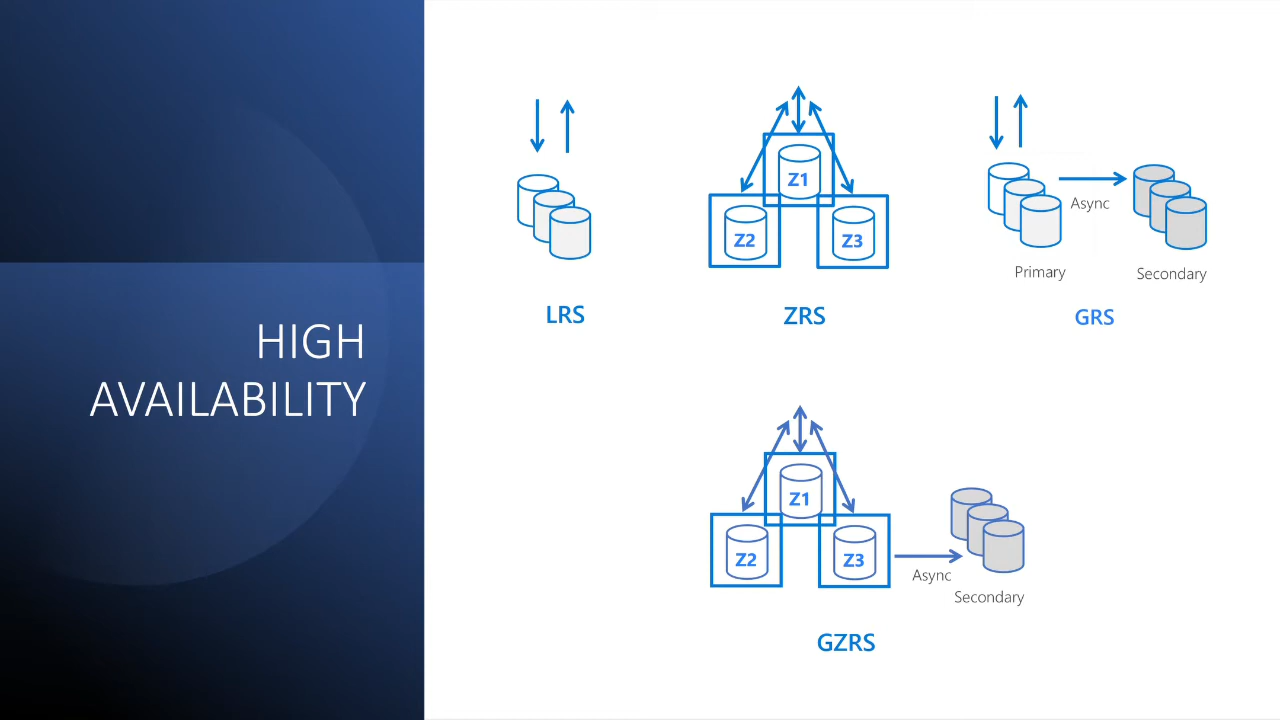 HIGH
AVAILABILITY
LRS
Z1
Z2
Z3
ZRS
Async
Primary
Secondary
GRS
Z1
Z2
Z3
Async
Secondary
GZRS